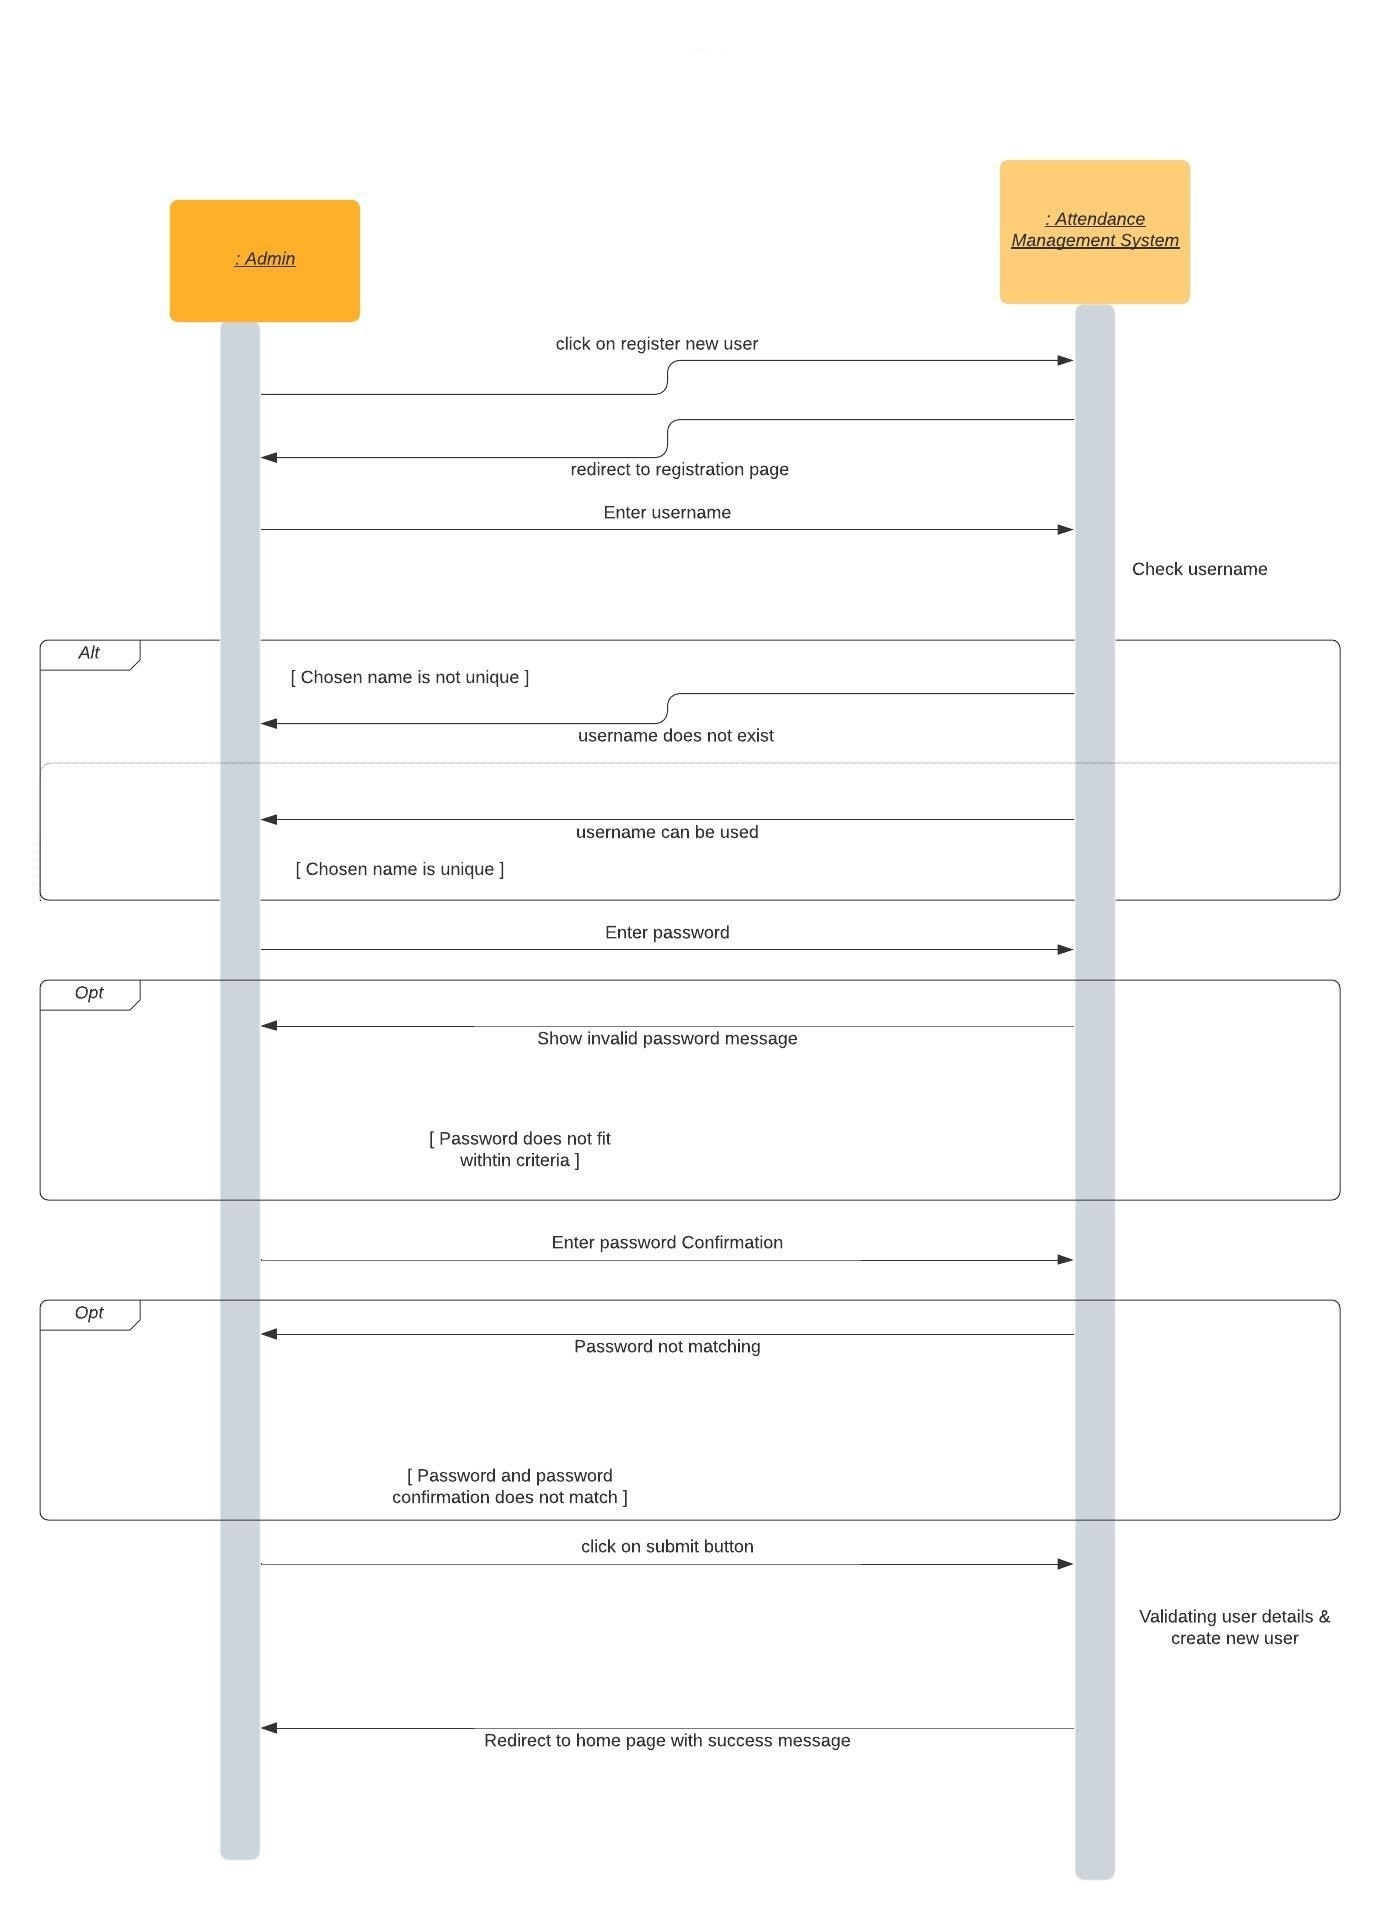 : Attendance
Management System
: Admin
click on register new user
redirect to registration page
Enter username
Check username
Alt
[ Chosen name is not unique ]
username does not exist
username can be used
[ Chosen name is unique ]
Enter password
Opt
Show invalid password message
[ Password does not fit
withtin criteria ]
Enter password Confirmation
Opt
Password not matching
[ Password and password
confirmation does not match ]
click on submit button
Validating user details &
create new user
Redirect to home page with success message